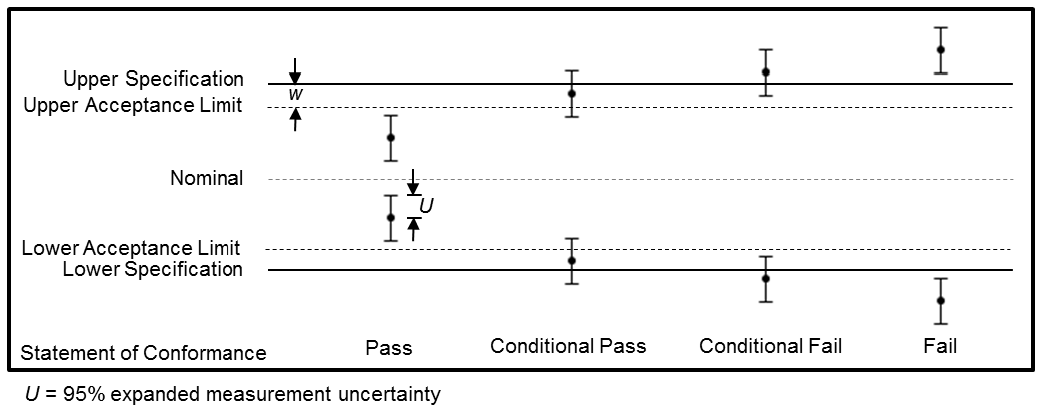 Upper Specification
w
Upper Acceptance Limit
Nominal
U
Lower Acceptance Limit
Lower Specification
Statement of Conformance Pass Conditional Pass Conditional Fail Fail
U = 95% expanded measurement uncertainty